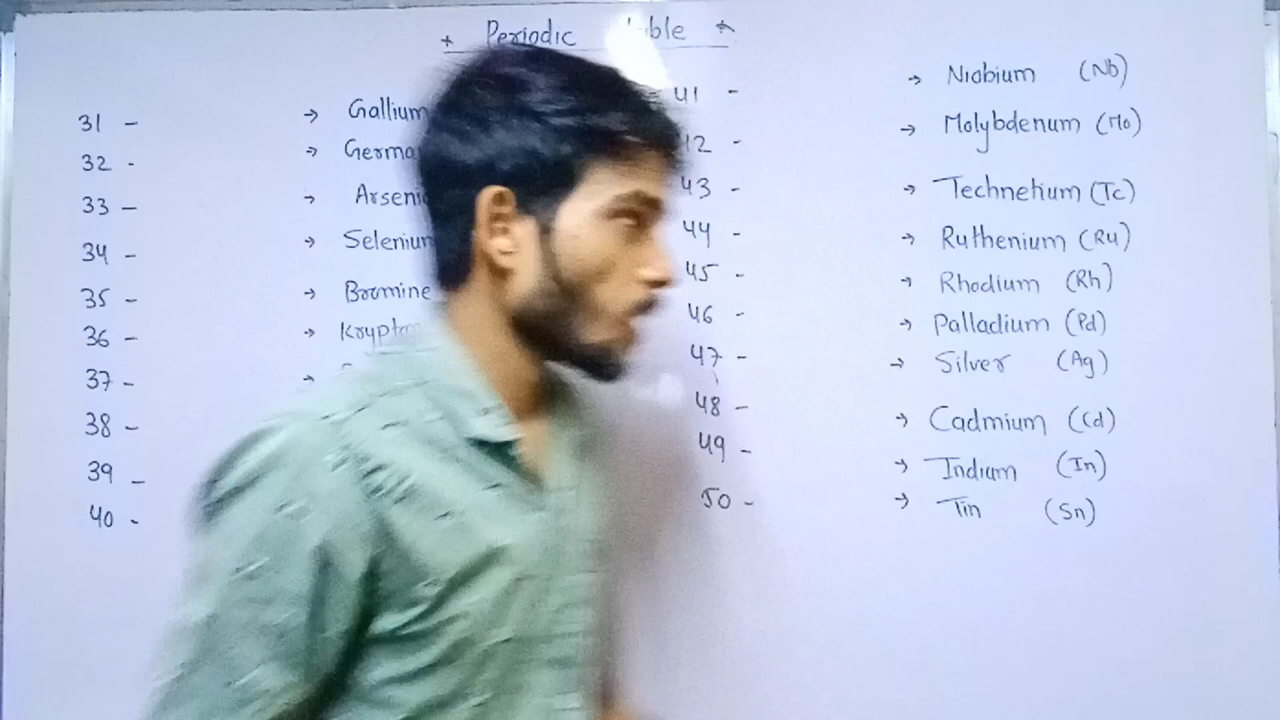 * Periodic ble *
31 - → Gallium
32 - → Germa
33 - → Arseni
34 - → Selenium
35 - → Bromine
36 - → Krypton
37 - →
38 -
39 -
40 -
41 - → Niobium (Nb)
12 - → Molybdenum (Mo)
43 - → Technetium (Tc)
44 - → Ruthenium (Ru)
45 - → Rhodium (Rh)
46 - → Palladium (Pd)
47 - → Silver (Ag)
48 - → Cadmium (Cd)
49 - → Indium (In)
50 - → Tin (Sn)